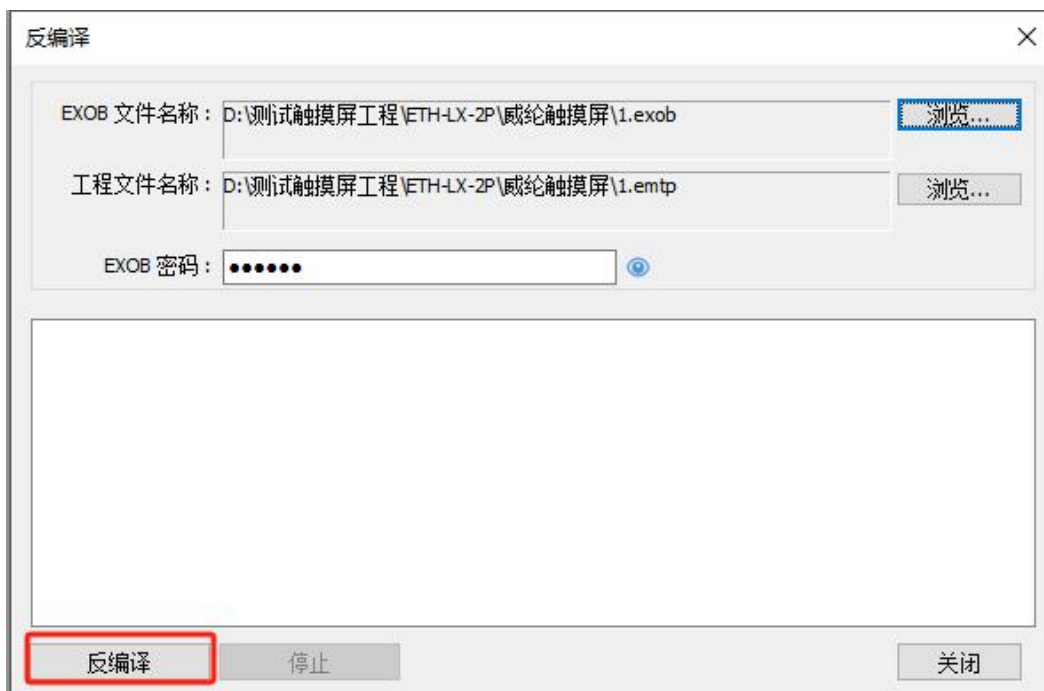 反编译
EXOB 文件名称： D:\测试触摸屏工程\ETH-LX-2P\威纶触摸屏\1.exob 浏览...
工程文件名称： D:\测试触摸屏工程\ETH-LX-2P\威纶触摸屏\1.emtp 浏览...
EXOB 密码： ●●●●●●
反编译 停止 关闭